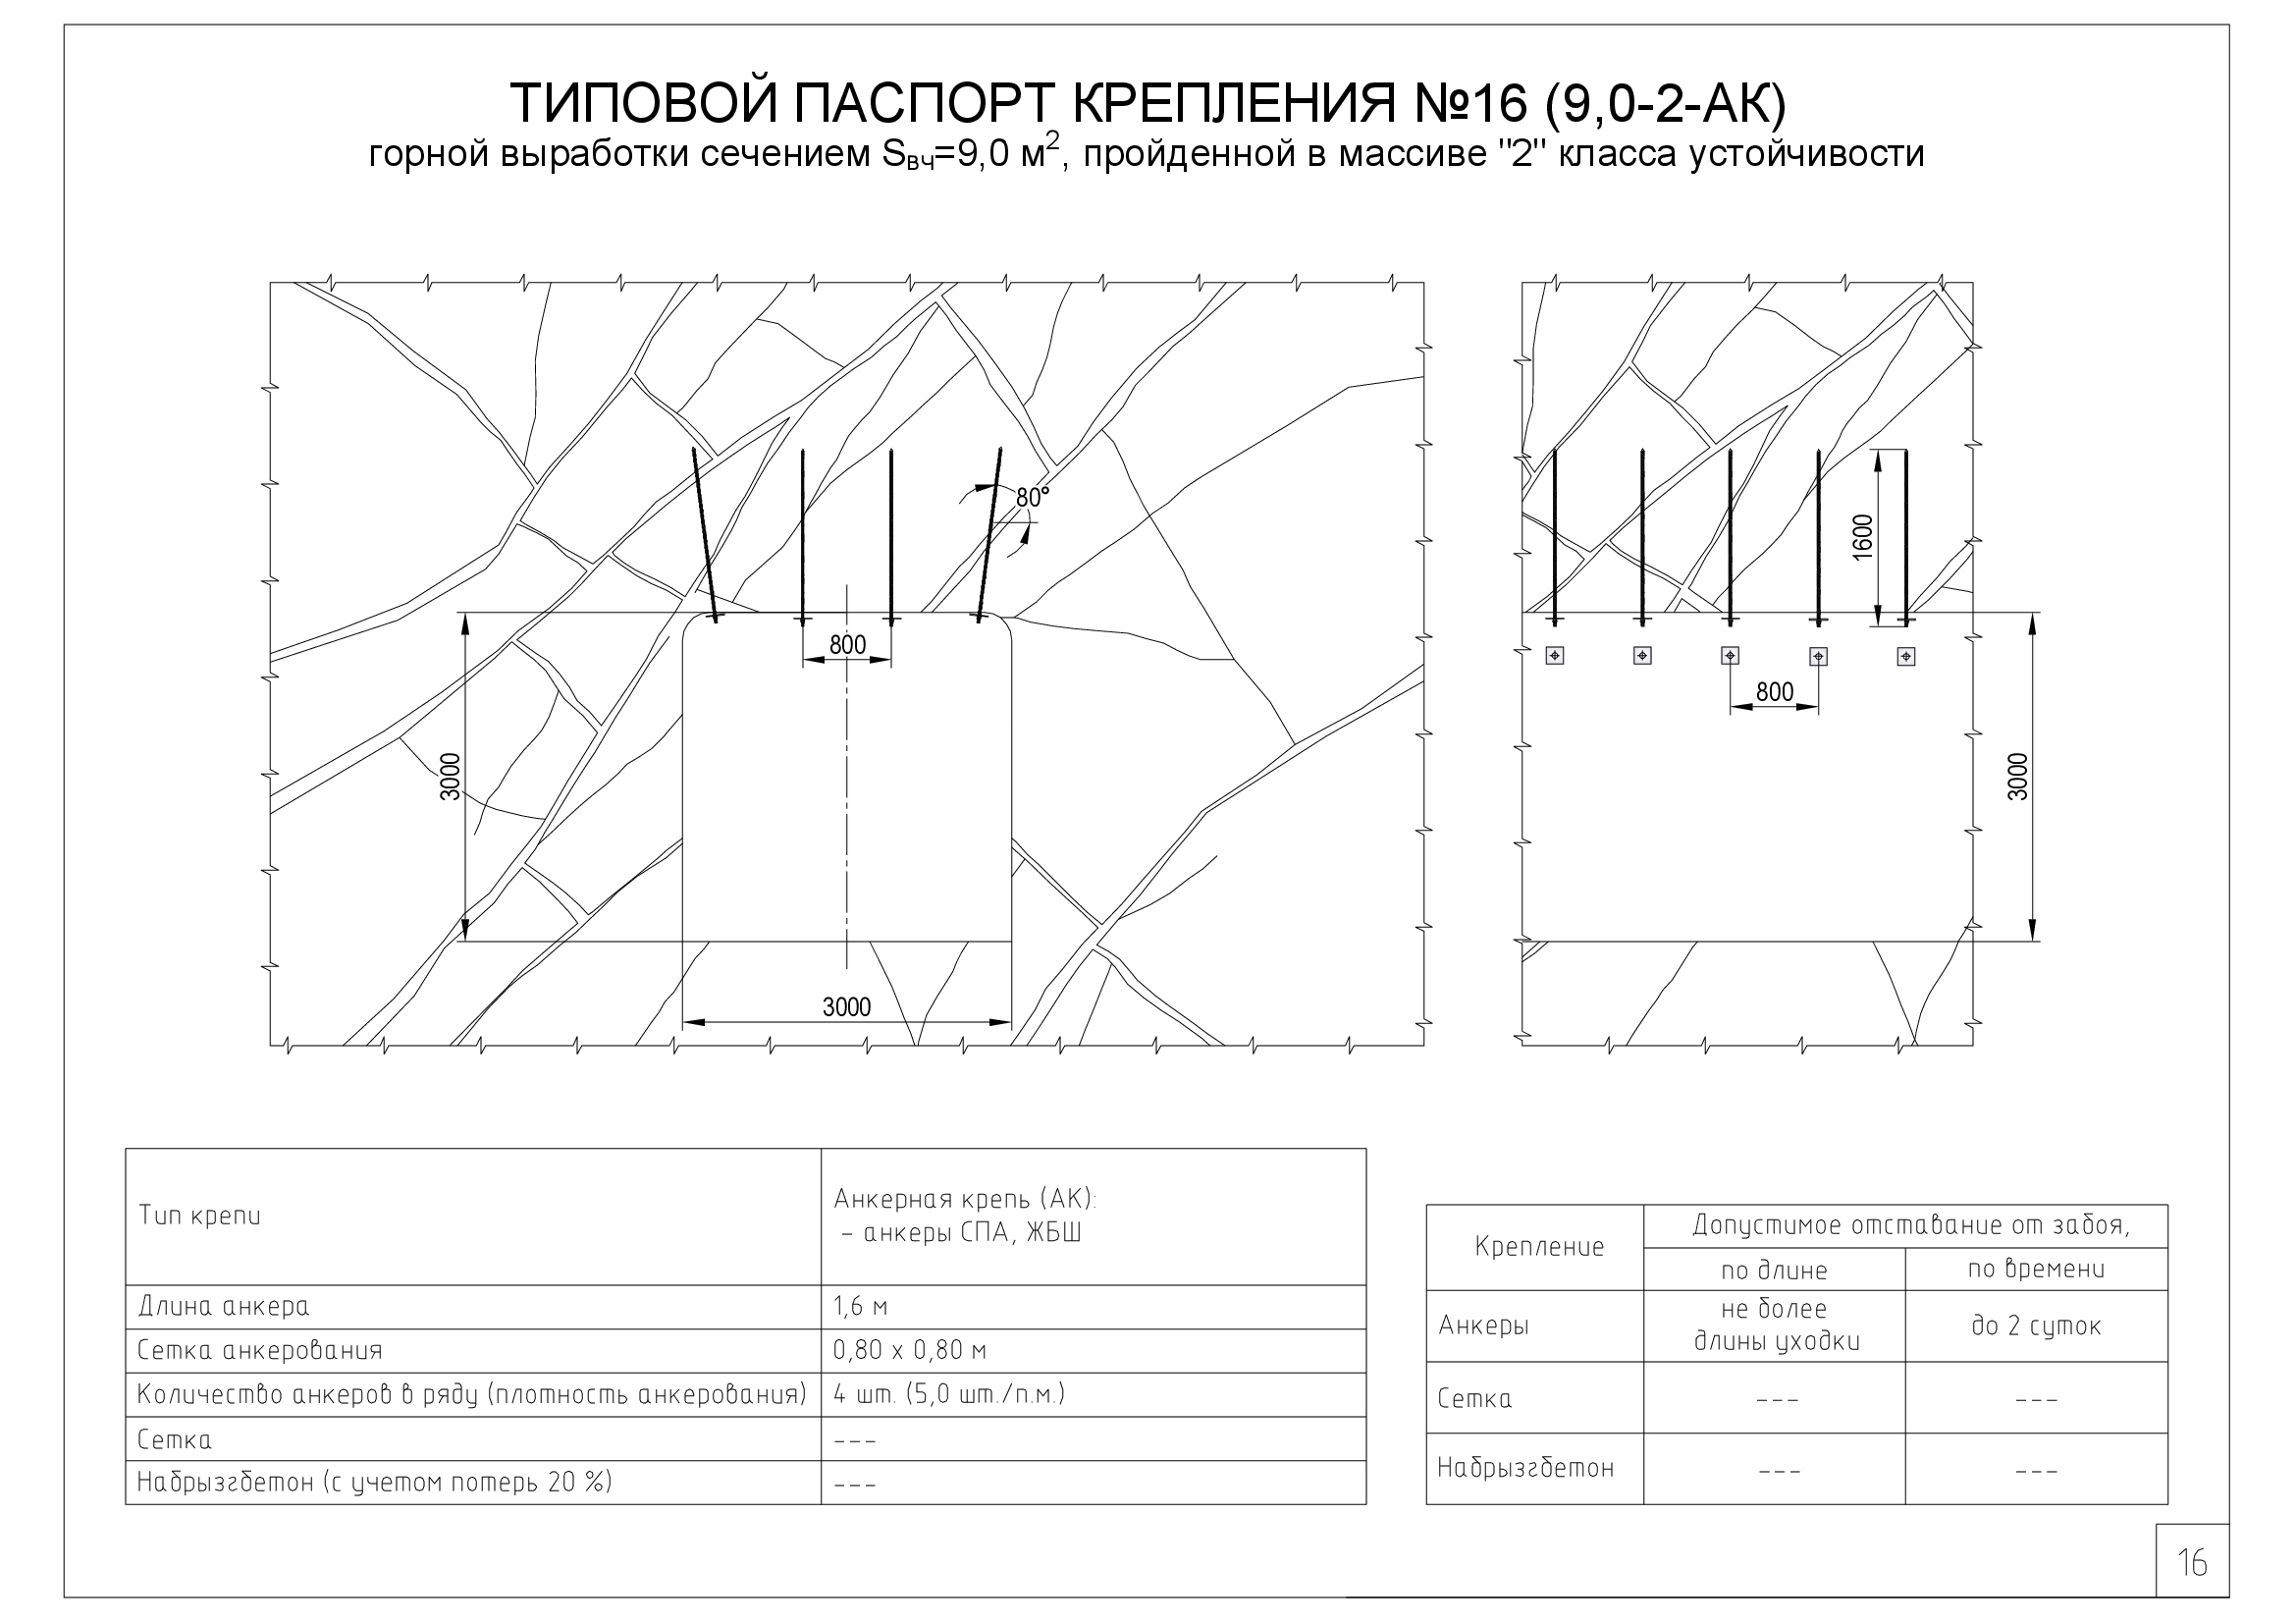 ТИПОВОЙ ПАСПОРТ КРЕПЛЕНИЯ №16 (9,0-2-АК)
горной выработки сечением Sвч=9,0 м², пройденной в массиве "2" класса устойчивости
80°
800
3000
3000
1600
800
3000
Тип крепи
Анкерная крепь (АК):
- анкеры СПА, ЖБШ
Длина анкера
1,6 м
Сетка анкерования
0,80 х 0,80 м
Количество анкеров в ряду (плотность анкерования)
4 шт. (5,0 шт./п.м.)
Сетка
---
Набрызгбетон (с учетом потерь 20 %)
---
Крепление
Допустимое отставание от забоя,
по длине
по времени
Анкеры
не более
длины уходки
до 2 суток
Сетка
---
---
Набрызгбетон
---
---
16